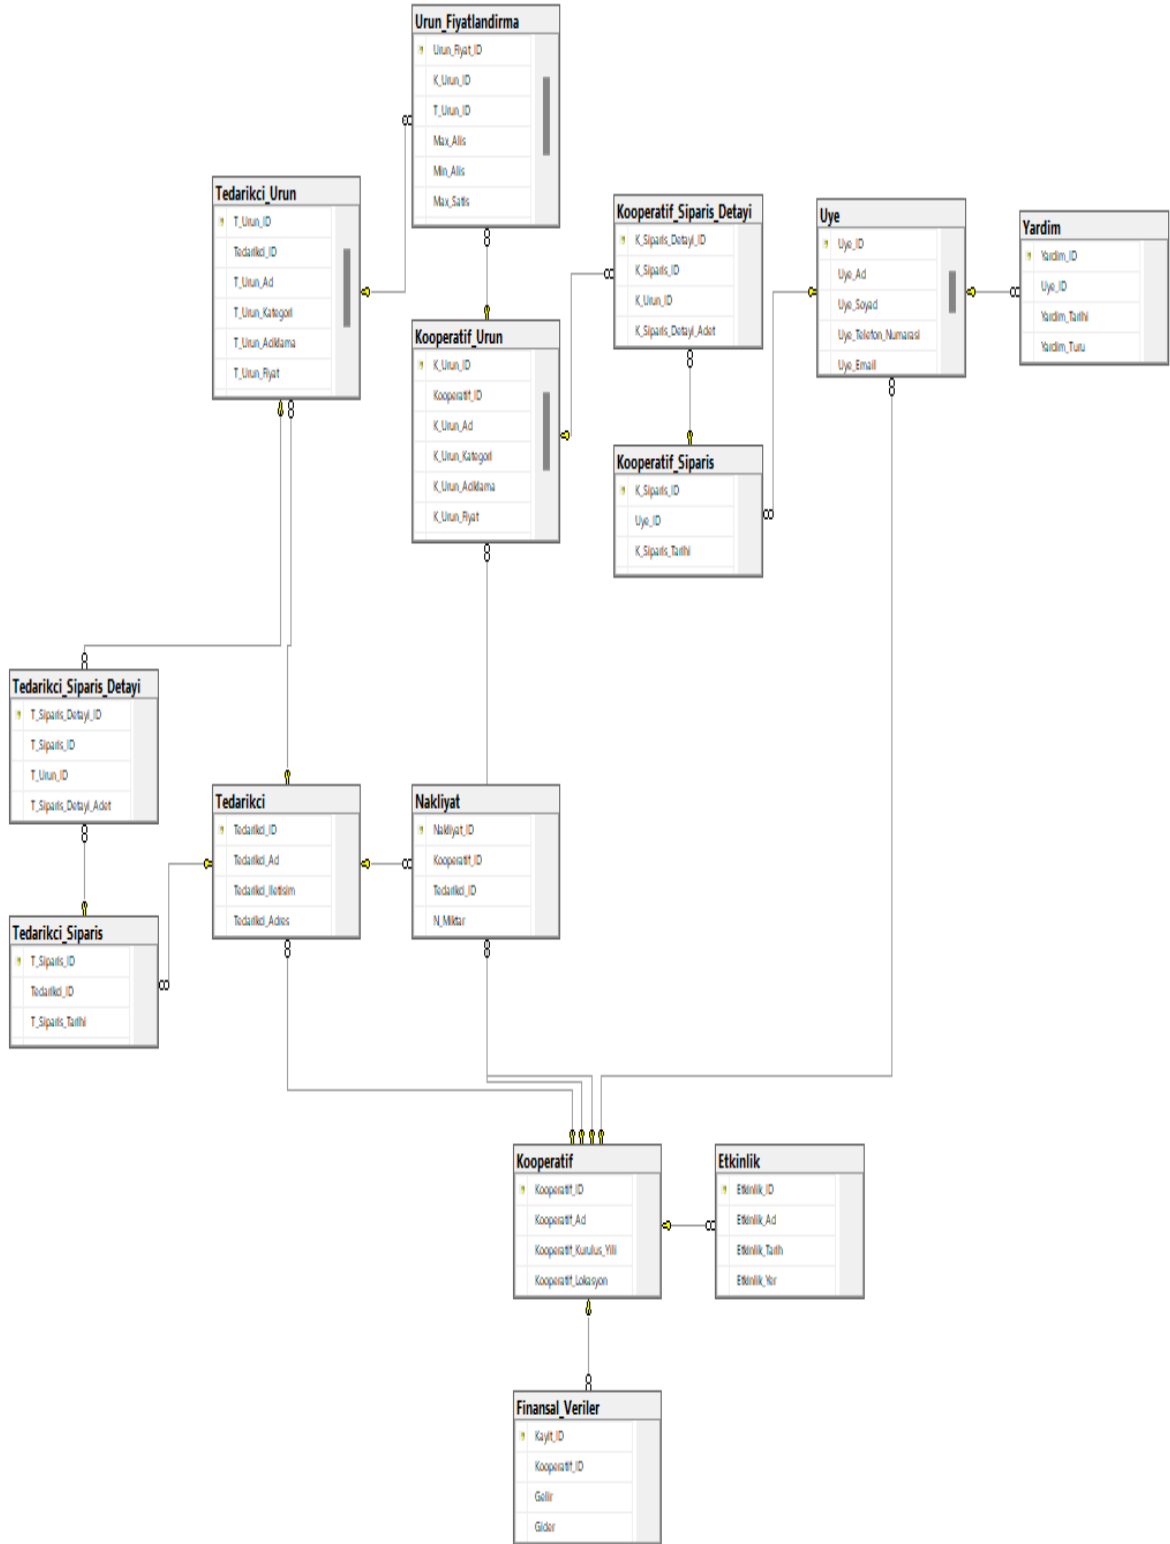 Urun_Fiyatlandirma
Urun_Fiyat_ID
K_Urun_ID
T_Urun_ID
Max_Alis
Min_Alis
Max_Satis
Tedarikci_Urun
T_Urun_ID
Tedarikci_ID
T_Urun_Ad
T_Urun_Kategori
T_Urun_Aciklama
T_Urun_Fiyat
Kooperatif_Siparis_Detayi
K_Siparis_Detayi_ID
K_Siparis_ID
K_Urun_ID
K_Siparis_Detayi_Adet
Uye
Uye_ID
Uye_Ad
Uye_Soyad
Uye_Telefon_Numarasi
Uye_Email
Yardim
Yardim_ID
Uye_ID
Yardim_Tarihi
Yardim_Turu
Kooperatif_Urun
K_Urun_ID
Kooperatif_ID
K_Urun_Ad
K_Urun_Kategori
K_Urun_Aciklama
K_Urun_Fiyat
Kooperatif_Siparis
K_Siparis_ID
Uye_ID
K_Siparis_Tarihi
Tedarikci_Siparis_Detayi
T_Siparis_Detayi_ID
T_Siparis_ID
T_Urun_ID
T_Siparis_Detayi_Adet
Tedarikci
Tedarikci_ID
Tedarikci_Ad
Tedarikci_Iletisim
Tedarikci_Adres
Nakliyat
Nakliyat_ID
Kooperatif_ID
Tedarikci_ID
N_Miktar
Tedarikci_Siparis
T_Siparis_ID
Tedarikci_ID
T_Siparis_Tarihi
Kooperatif
Kooperatif_ID
Kooperatif_Ad
Kooperatif_Kurulus_Yili
Kooperatif_Lokasyon
Etkinlik
Etkinlik_ID
Etkinlik_Ad
Etkinlik_Tarih
Etkinlik_Yer
Finansal_Veriler
Kayit_ID
Kooperatif_ID
Gelir
Gider